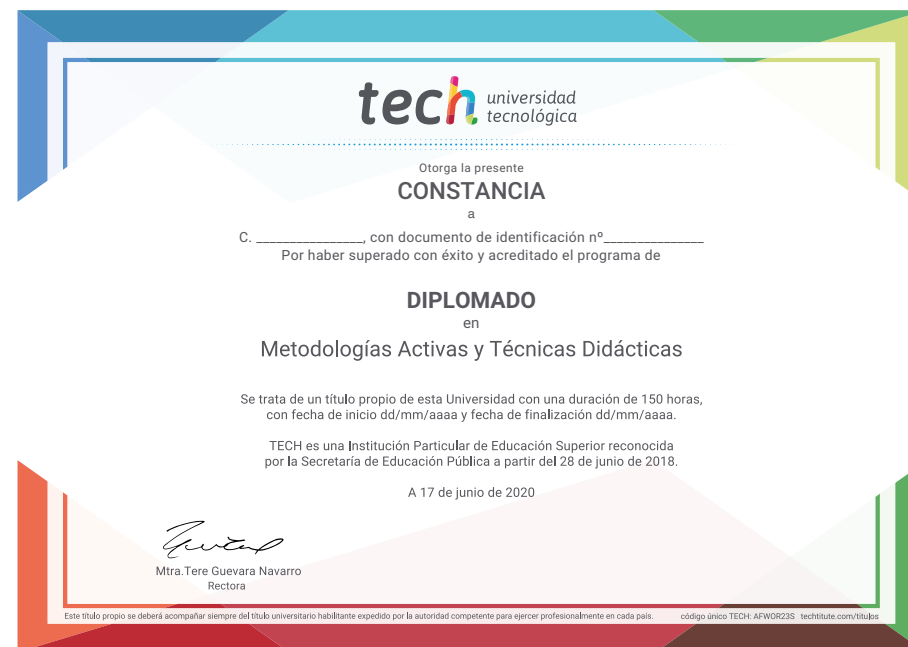 tech universidad
tecnológica
Otorga la presente
CONSTANCIA
a
C. ________________, con documento de identificación nº_______________
Por haber superado con éxito y acreditado el programa de
DIPLOMADO
en
Metodologías Activas y Técnicas Didácticas
Se trata de un título propio de esta Universidad con una duración de 150 horas,
con fecha de inicio dd/mm/aaaa y fecha de finalización dd/mm/aaaa.
TECH es una Institución Particular de Educación Superior reconocida
por la Secretaría de Educación Pública a partir del 28 de junio de 2018.
A 17 de junio de 2020
Mtra.Tere Guevara Navarro
Rectora
Este título propio se deberá acompañar siempre del título universitario habilitante expedido por la autoridad competente para ejercer profesionalmente en cada país. código único TECH: AFWOR23S techtitute.com/titulos